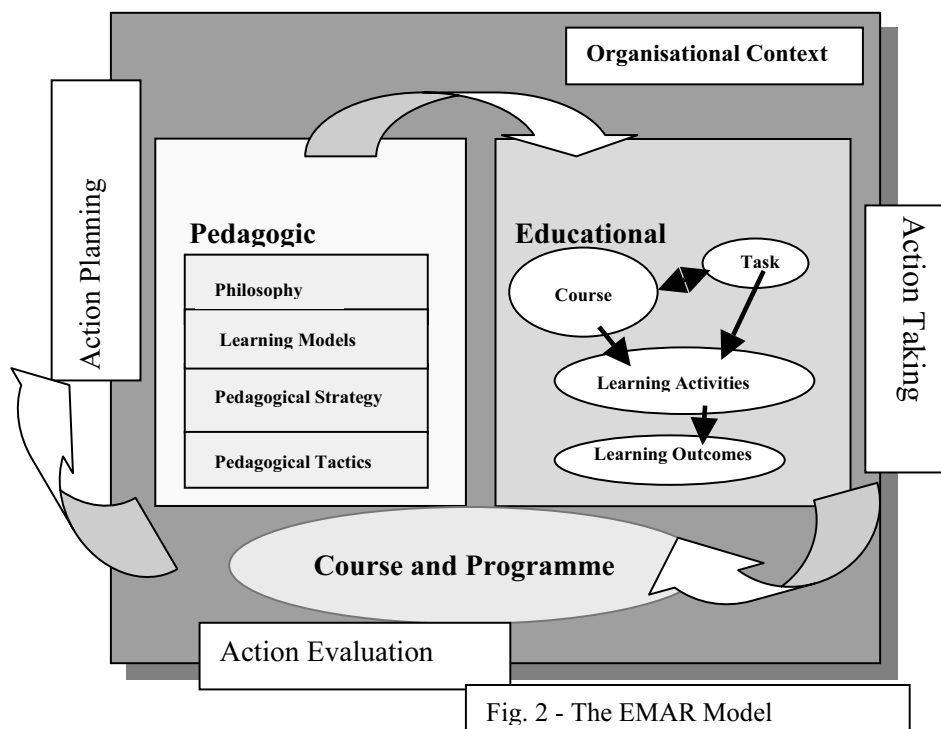 Organisational Context
Action Planning
Pedagogic
Philosophy
Learning Models
Pedagogical Strategy
Pedagogical Tactics
Educational
Course
Task
Learning Activities
Learning Outcomes
Action Taking
Course and Programme
Action Evaluation
Fig. 2 - The EMAR Model